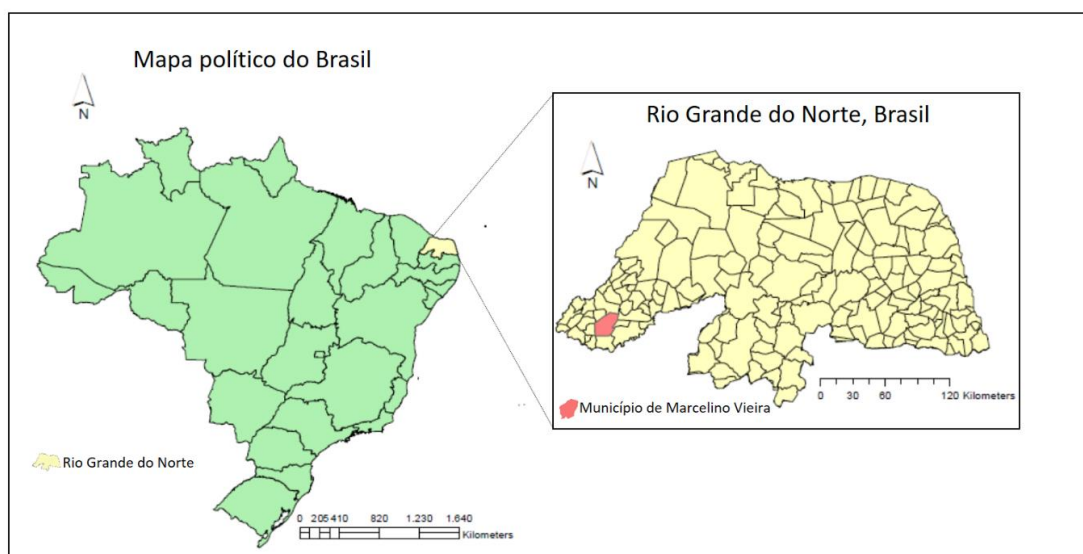 Mapa político do Brasil
N
Rio Grande do Norte
0 205 410 820 1.230 1.640
Kilometers
Rio Grande do Norte, Brasil
N
0 30 60 120 Kilometers
Município de Marcelino Vieira